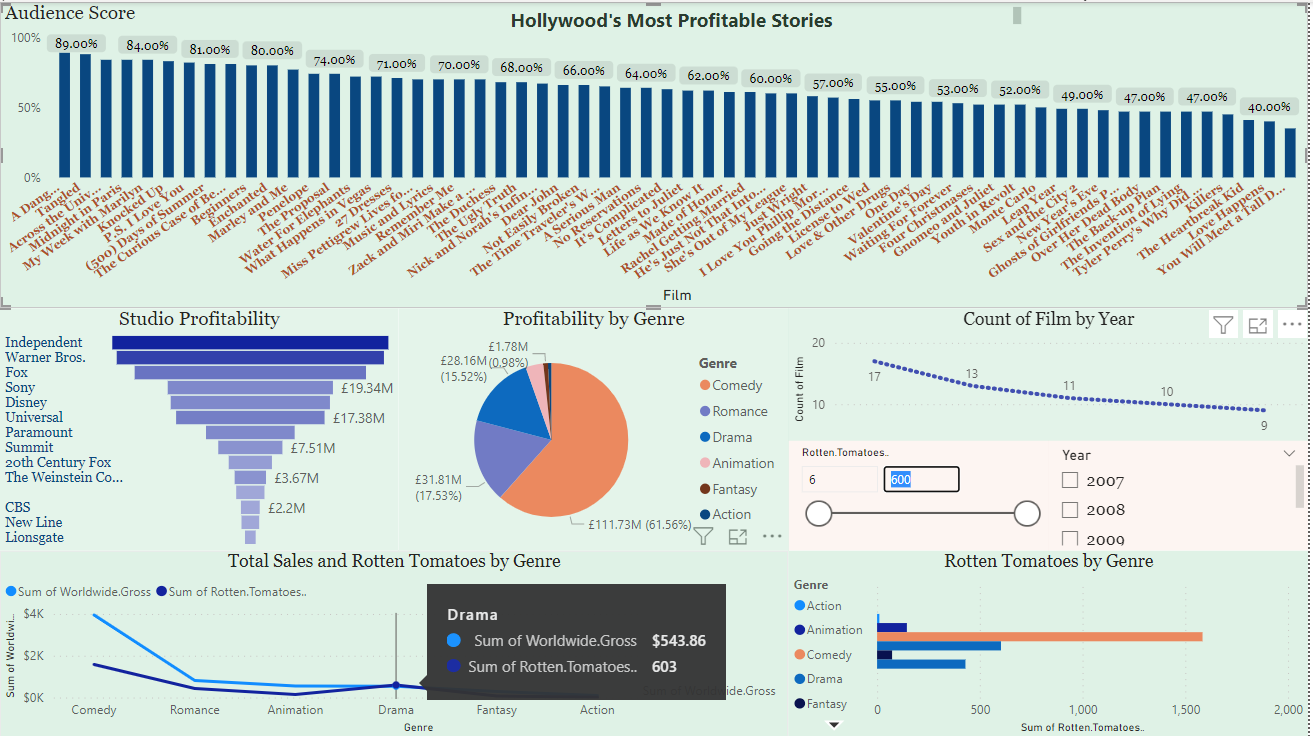 Audience Score
Hollywood's Most Profitable Stories
100%
50%
0%
89.00%
84.00%
81.00%
80.00%
74.00%
71.00%
70.00%
68.00%
66.00%
64.00%
62.00%
60.00%
57.00%
55.00%
53.00%
52.00%
49.00%
47.00%
47.00%
40.00%
A Dang...
Tangled
Across the Univ...
Midnight in Paris
My Week with Marilyn
Knocked Up
P.S. I Love You
(500) Days of Summer
The Curious Case of Be...
Beginners
Enchanted
Marley and Me
Penelope
The Proposal
Water For Elephants
What Happens in Vegas
27 Dresses
Miss Pettigrew Lives fo...
Music and Lyrics
Remember Me
Zack and Miri Make a ...
The Duchess
The Ugly Truth
Nick and Norah's Infin...
Dear John
Not Easily Broken
The Time Traveler's W...
A Serious Man
No Reservations
It's Complicated
Letters to Juliet
Life as We Know It
Made of Honor
Rachel Getting Married
He's Just Not That Into...
She's Out of My League
Just Wright
I Love You Phillip Mor...
Going the Distance
License to Wed
Love & Other Drugs
One Day
Valentine's Day
Waiting For Forever
Four Christmases
Gnomeo and Juliet
Youth in Revolt
Monte Carlo
Leap Year
Sex and the City 2
New Year's Eve
Ghosts of Girlfriends P...
Over Her Dead Body
The Back-up Plan
The Invention of Lying
Tyler Perry's Why Did ...
Killers
The Heartbreak Kid
Love Happens
You Will Meet a Tall D...
Film
Studio Profitability
Independent
Warner Bros.
Fox
Sony
£19.34M
Disney
Universal
£17.38M
Paramount
Summit
£7.51M
20th Century Fox
The Weinstein Co...
£3.67M
CBS
£2.2M
New Line
Lionsgate
Profitability by Genre
£1.78M
(0.98%)
£28.16M
(15.52%)
£31.81M
(17.53%)
£111.73M (61.56%)
Genre
Comedy
Romance
Drama
Animation
Fantasy
Action
Count of Film by Year
Count of Film
20
10
17
13
11
10
9
Rotten.Tomatoes..
6
600
Year
2007
2008
2009
Total Sales and Rotten Tomatoes by Genre
Sum of Worldwide.Gross
Sum of Rotten.Tomatoes..
Sum of Worldwi..
$4K
$2K
$0K
Comedy
Romance
Animation
Drama
Fantasy
Action
Genre
Drama
Sum of Worldwide.Gross $543.86
Sum of Rotten.Tomatoes.. 603
Rotten Tomatoes by Genre
Genre
Action
Animation
Comedy
Drama
Fantasy
0
500
1,000
1,500
2,000
Sum of Rotten.Tomatoes..